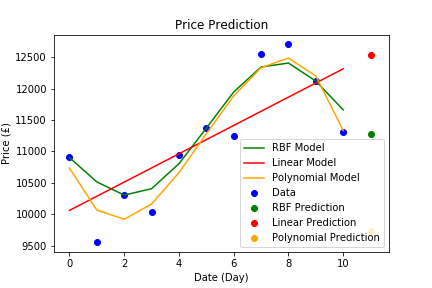 Price Prediction
12500
12000
11500
11000
10500
10000
9500
Price (£)
0
2
4
6
8
10
Date (Day)
RBF Model
Linear Model
Polynomial Model
Data
RBF Prediction
Linear Prediction
Polynomial Prediction